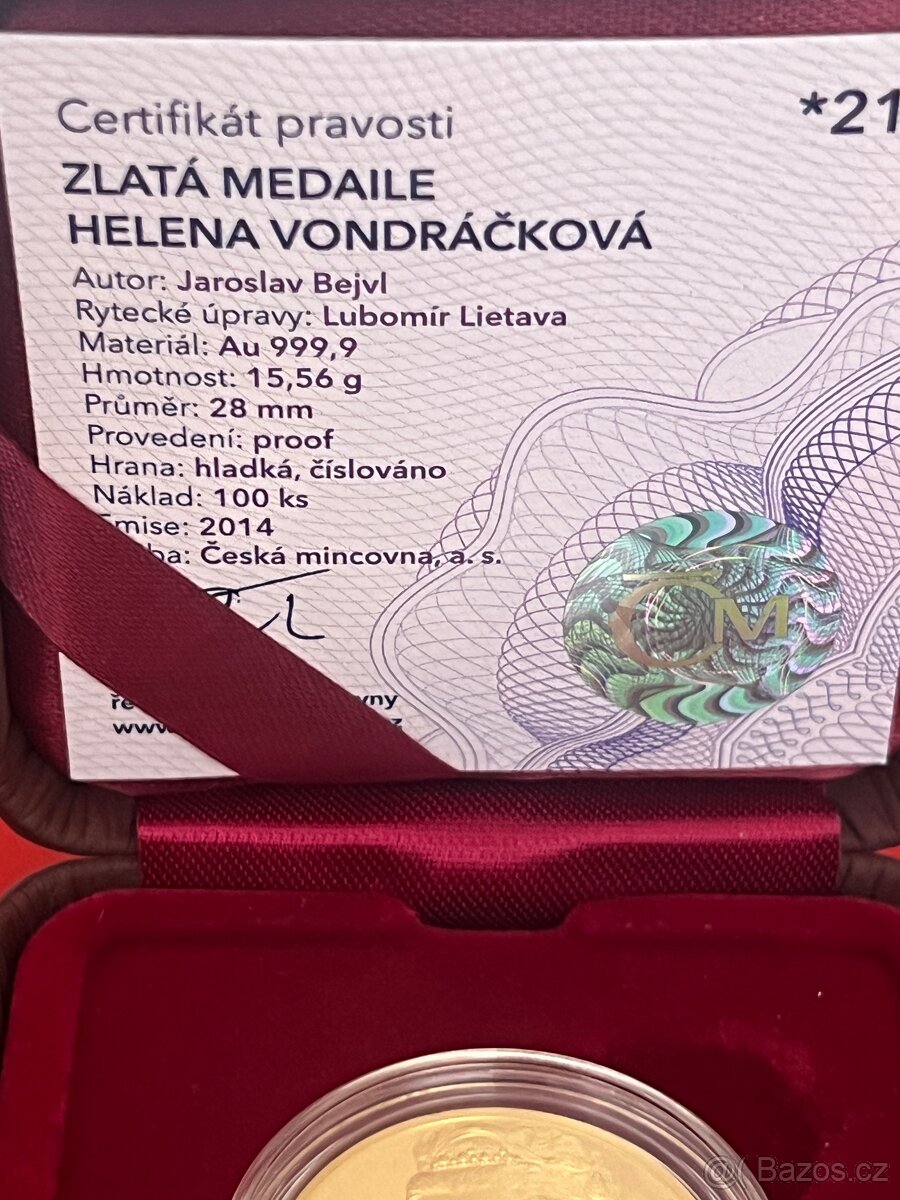 Certifikát pravosti
*21
ZLATÁ MEDAILE
HELENA VONDRÁČKOVÁ
Autor: Jaroslav Bejvl
Rytecké úpravy: Lubomír Lietava
Materiál: Au 999,9
Hmotnost: 15,56 g
Průměr: 28 mm
Provedení: proof
Hrana: hladká, číslováno
Náklad: 100 ks
2014
Česká mincovna, a. s.
ČM
Bazos.cz